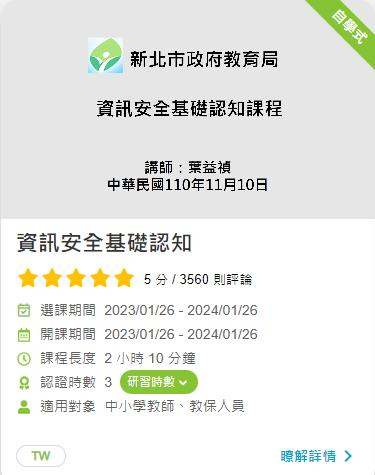 自學式
新北市政府教育局
資訊安全基礎認知課程
講師：葉益禎
中華民國110年11月10日
資訊安全基礎認知
5 分 / 3560 則評論
選課期間 2023/01/26 - 2024/01/26
開課期間 2023/01/26 - 2024/01/26
課程長度 2 小時 10 分鐘
認證時數 3 研習時數
適用對象 中小學教師、教保人員
TW 瞭解詳情